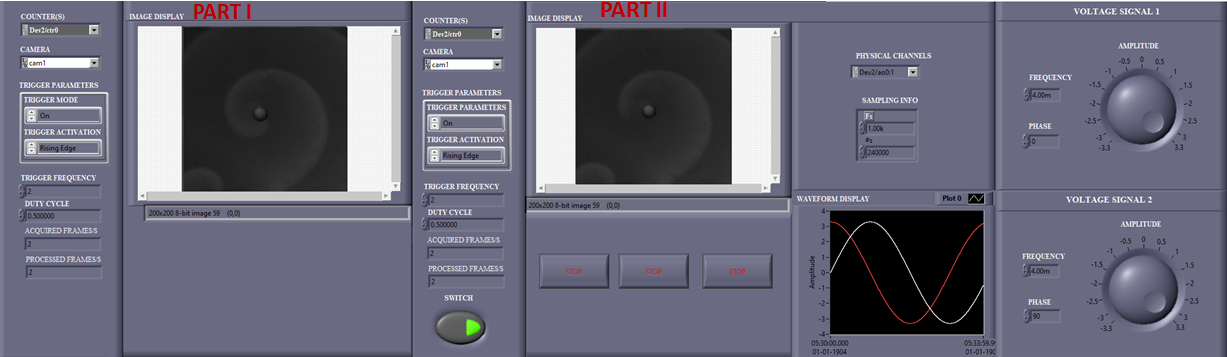 PART I
COUNTER(S)
Dev2/ctr0
CAMERA
cam1
TRIGGER PARAMETERS
TRIGGER MODE
On
TRIGGER ACTIVATION
Rising Edge
TRIGGER FREQUENCY
2
DUTY CYCLE
0.500000
ACQUIRED FRAMES/S
2
PROCESSED FRAMES/S
2
IMAGE DISPLAY
200x200 8-bit image 59 (0,0)
PART II
COUNTER(S)
Dev2/ctr0
CAMERA
cam1
TRIGGER PARAMETERS
TRIGGER PARAMETERS
On
TRIGGER ACTIVATION
Rising Edge
TRIGGER FREQUENCY
2
DUTY CYCLE
0.500000
ACQUIRED FRAMES/S
2
PROCESSED FRAMES/S
2
SWITCH
IMAGE DISPLAY
200x200 8-bit image 59 (0,0)
STOP STOP STOP
PHYSICAL CHANNELS
Dev2/ao0:1
SAMPLING INFO
Fs
1.00k
#s
240000
WAVEFORM DISPLAY Plot 0
Amplitude
4
3
2
1
0
-1
-2
-3
-4
05:30:00.000 05:33:59.99
01-01-1904 01-01-190
VOLTAGE SIGNAL 1
AMPLITUDE
FREQUENCY
4.00m
PHASE
0
-3.3 -3 -2.5 -2 -1.5 -1 -0.5 0 0.5 1 1.5 2 2.5 3 3.3
VOLTAGE SIGNAL 2
AMPLITUDE
FREQUENCY
4.00m
PHASE
90
-3.3 -3 -2.5 -2 -1.5 -1 -0.5 0 0.5 1 1.5 2 2.5 3 3.3